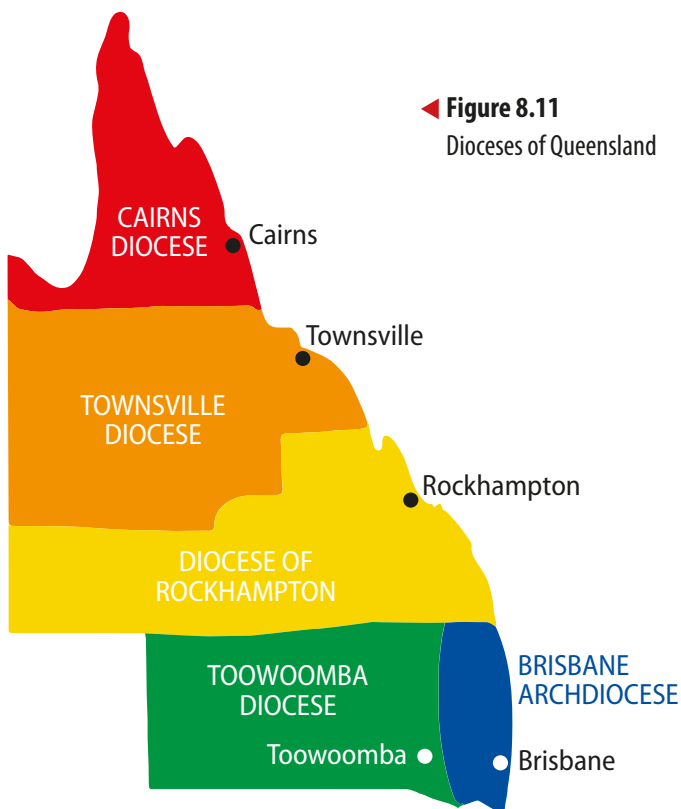 Figure 8.11
Dioceses of Queensland
CAIRNS
DIOCESE
Cairns
Townsville
TOWNSVILLE
DIOCESE
Rockhampton
DIOCESE OF
ROCKHAMPTON
TOOWOOMBA
DIOCESE
BRISBANE
ARCHDIOCESE
Toowoomba
Brisbane